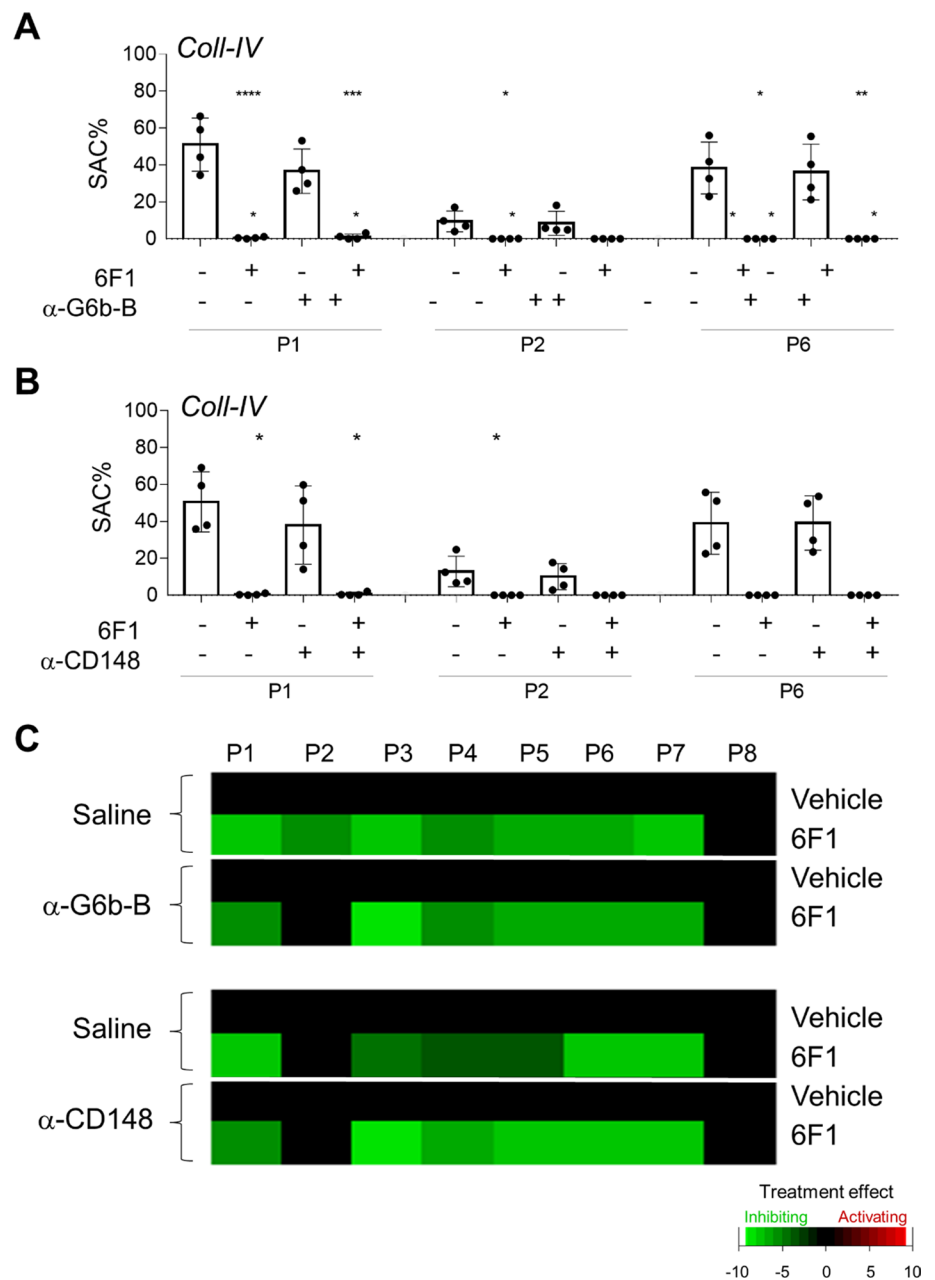 A
Coll-IV
100
80
60
40
20
0
SAC%
**** *** * * **
* * * * * *
6F1 - + - + - + - + - + - +
α-G6b-B - - + + - - + + - - + +
P1 P2 P6
B
Coll-IV
100
80
60
40
20
0
SAC%
* * *
6F1 - + - + - + - + - + - +
α-CD148 - - + + - - + + - - + +
P1 P2 P6
C
P1 P2 P3 P4 P5 P6 P7 P8
Saline
Vehicle
6F1
α-G6b-B
Vehicle
6F1
Saline
Vehicle
6F1
α-CD148
Vehicle
6F1
Treatment effect
Inhibiting Activating
-10 -5 0 5 10